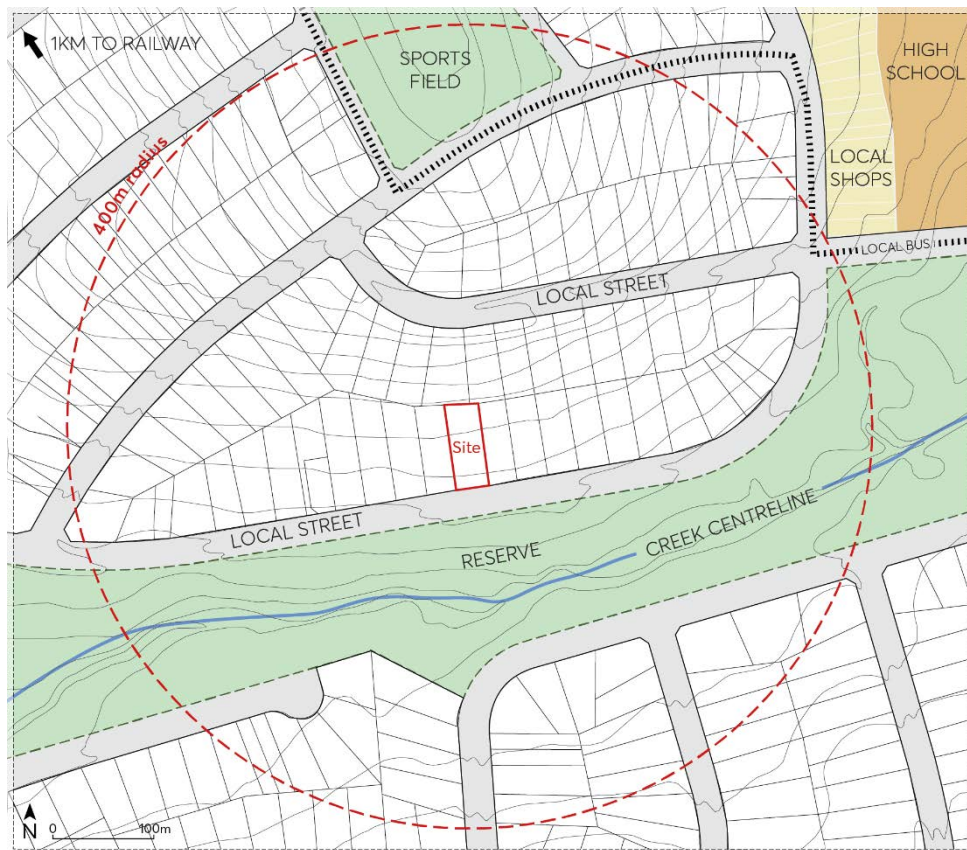 1KM TO RAILWAY
SPORTS
FIELD
HIGH
SCHOOL
400m radius
LOCAL
SHOPS
LOCAL BUS
LOCAL STREET
Site
LOCAL STREET
RESERVE
CREEK CENTRELINE
N
0
100m